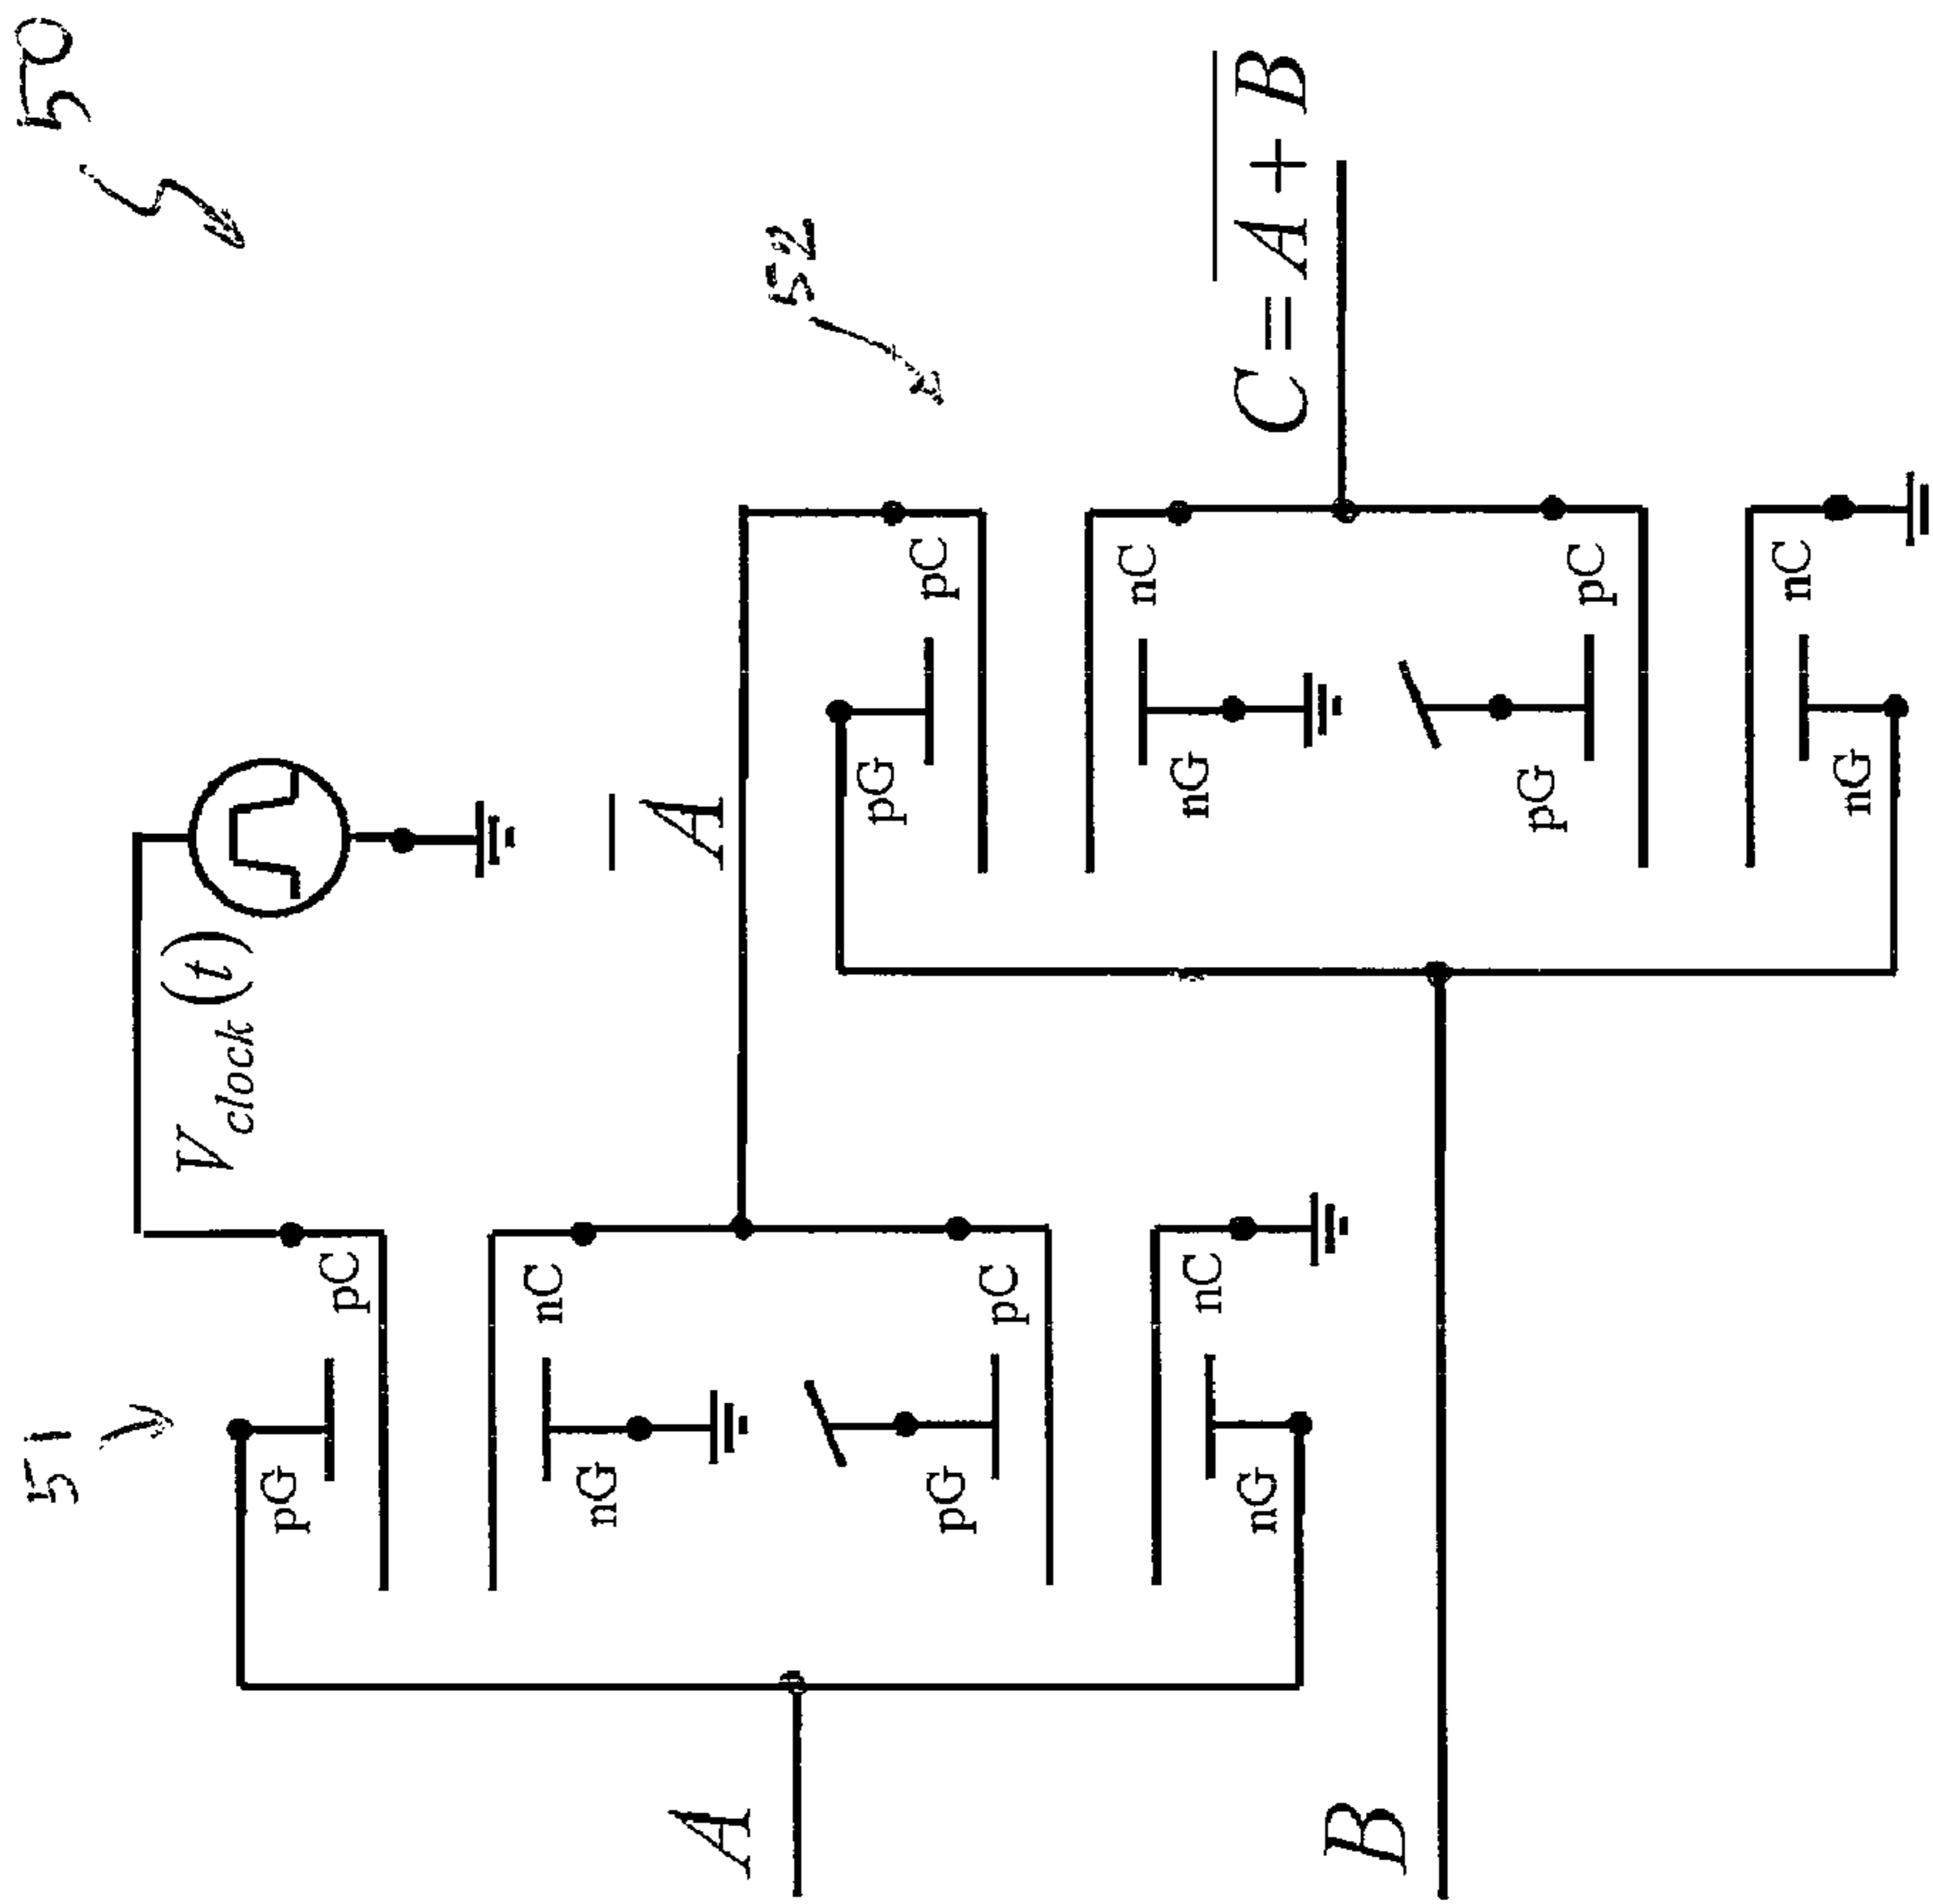 50
51
V_clock(t)
pG
pC
nC
nG
A̅
A
52
pG
pC
pG
pC
nC
nG
nC
nG
C = A̅ ̅+̅ ̅B̅
B
pG
pC
nC
nG